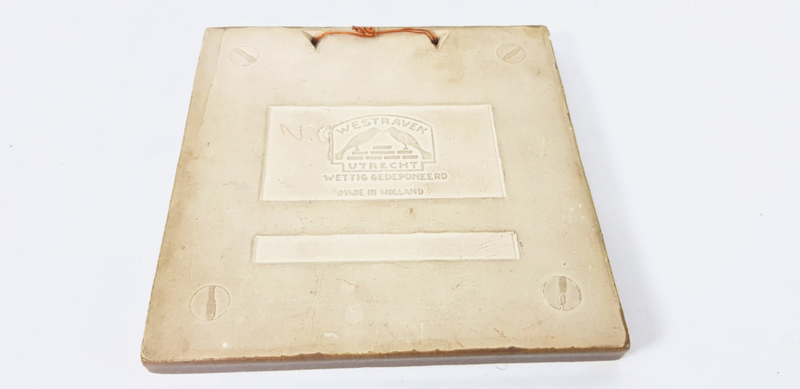 N.
WESTRAVEN
UTRECHT
WETTIG GEDEPONEERD
MADE IN HOLLAND